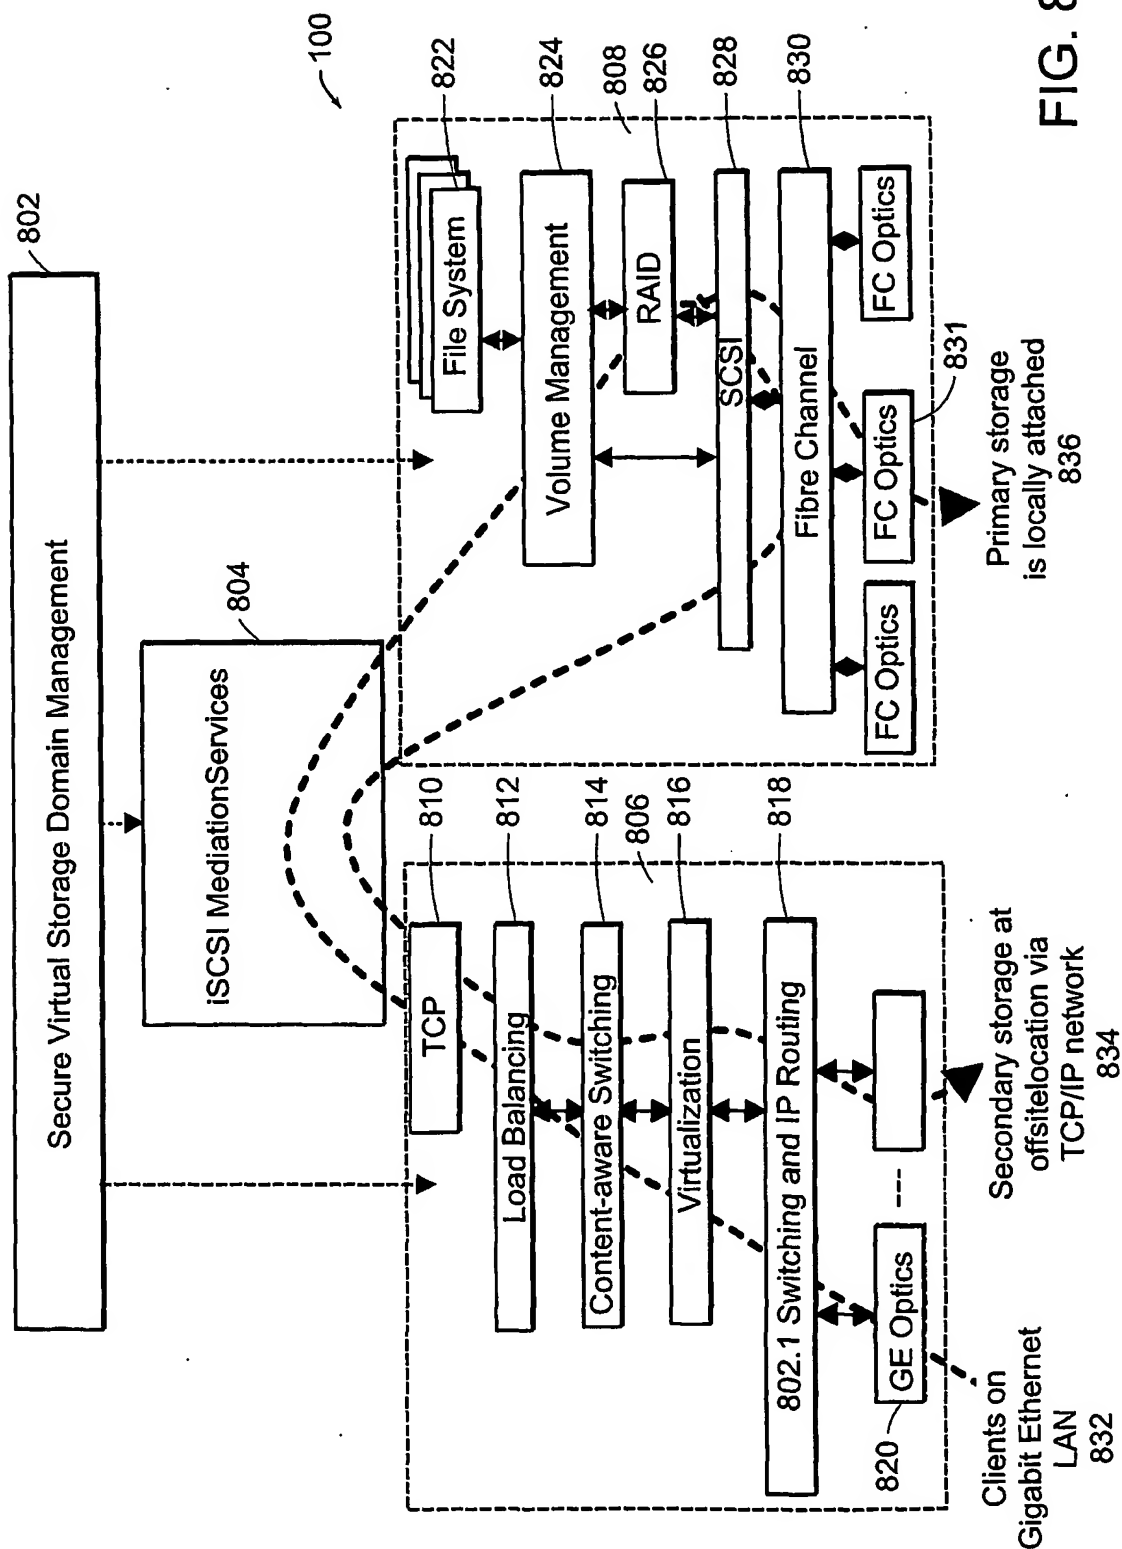 802
Secure Virtual Storage Domain Management
100
804
iSCSI MediationServices
810
TCP
812
Load Balancing
814
Content-aware Switching
806
816
Virtualization
818
802.1 Switching and IP Routing
820
GE Optics
Clients on
Gigabit Ethernet
LAN
832
Secondary storage at
offsitelocation via
TCP/IP network
834
822
File System
824
Volume Management
808
826
RAID
828
SCSI
830
Fibre Channel
FC Optics
FC Optics
FC Optics
831
Primary storage
is locally attached
836
FIG. 8